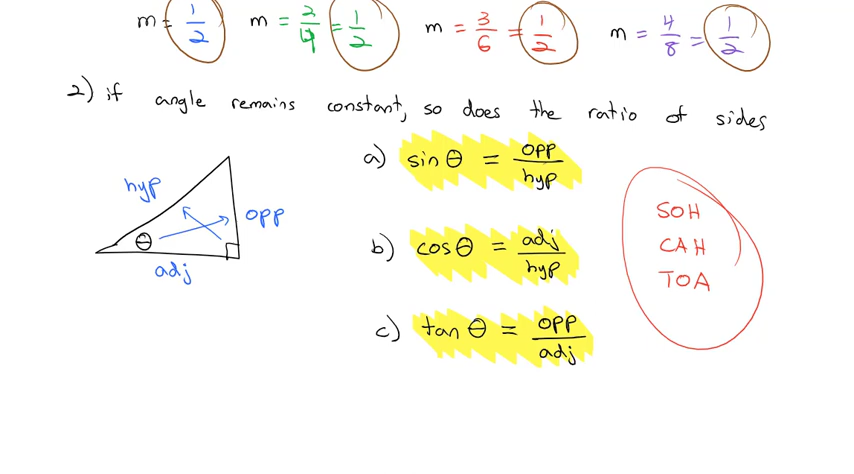 m = 1/2 m = 2/4 = 1/2 m = 3/6 = 1/2 m = 4/8 = 1/2
2) if angle remains constant, so does the ratio of sides
a) sin θ = opp/hyp
b) cos θ = adj/hyp
c) tan θ = opp/adj
hyp
opp
θ
adj
SOH
CAH
TOA